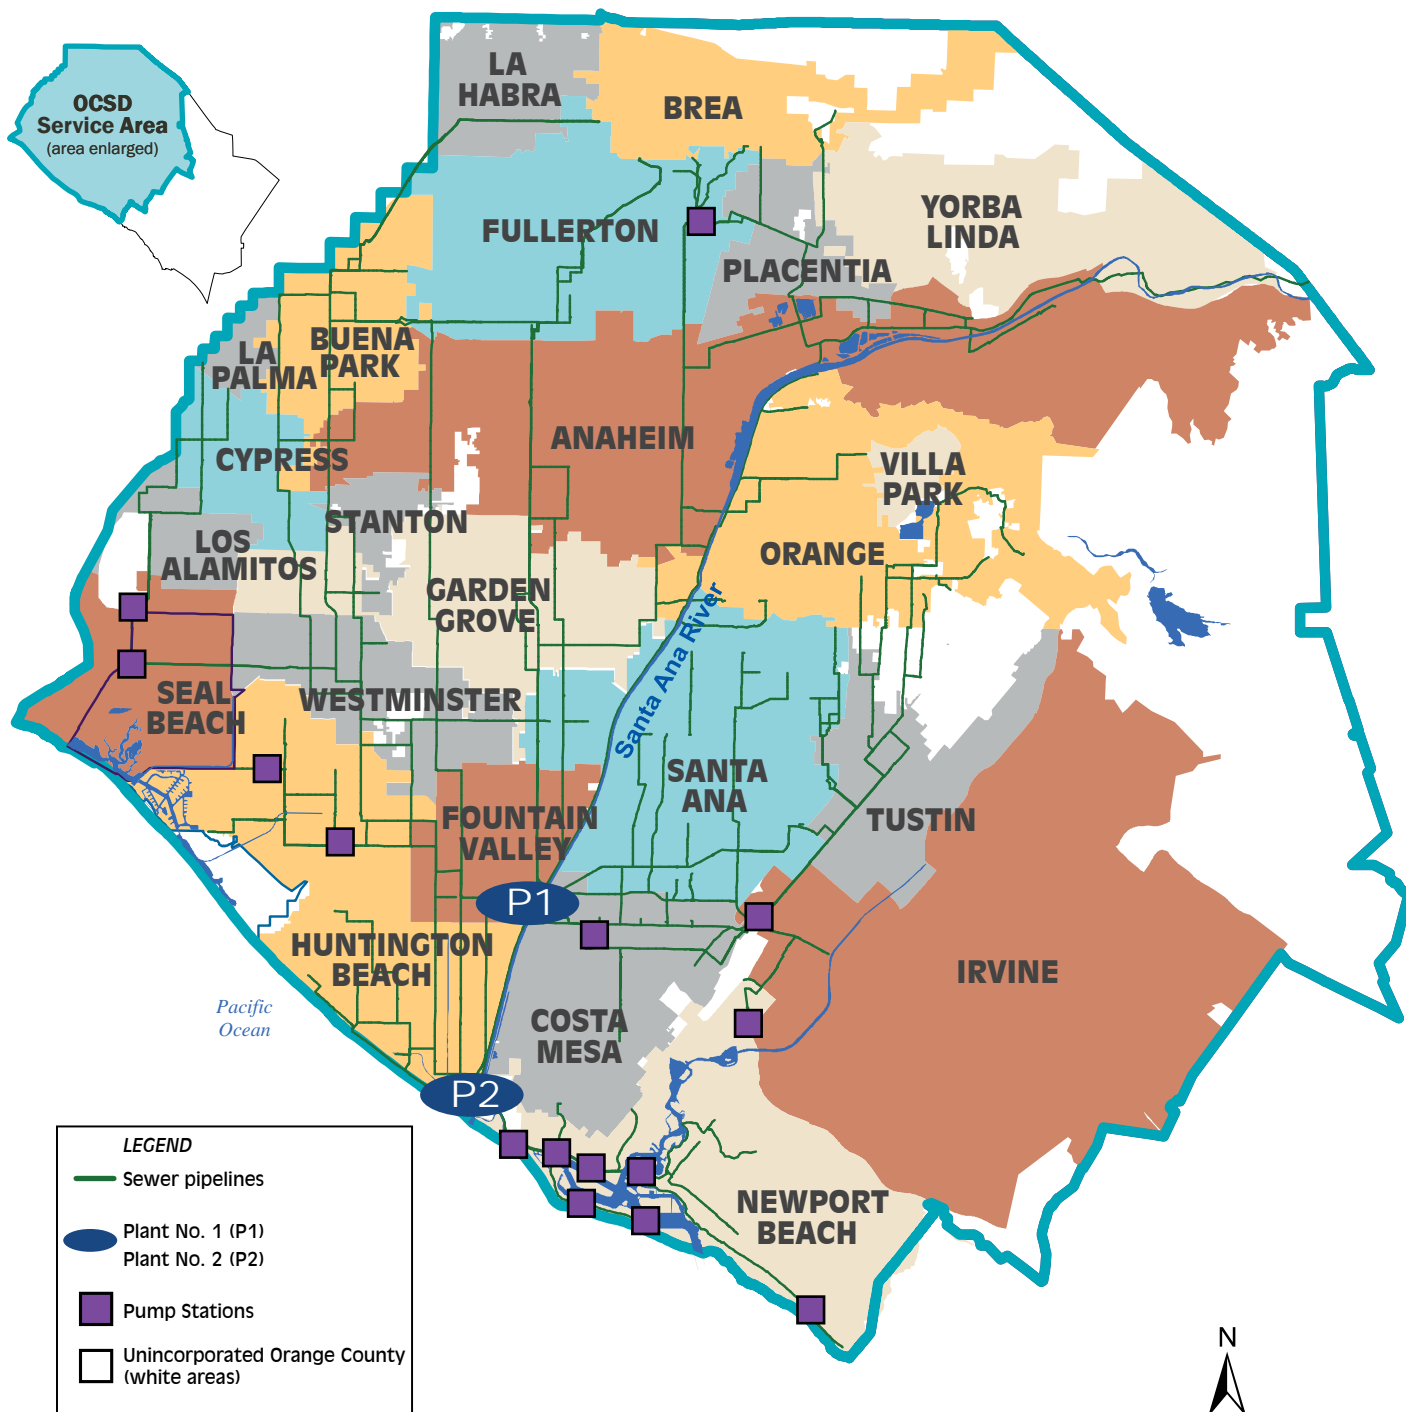 OCSD
Service Area
(area enlarged)
LA
HABRA
BREA
YORBA
LINDA
FULLERTON
PLACENTIA
BUENA
PARK
LA
PALMA
ANAHEIM
CYPRESS
VILLA
PARK
STANTON
LOS
ALAMITOS
ORANGE
GARDEN
GROVE
Santa Ana River
SEAL
BEACH
WESTMINSTER
SANTA
ANA
FOUNTAIN
VALLEY
TUSTIN
P1
HUNTINGTON
BEACH
IRVINE
Pacific
Ocean
COSTA
MESA
P2
NEWPORT
BEACH
LEGEND
Sewer pipelines
Plant No. 1 (P1)
Plant No. 2 (P2)
Pump Stations
Unincorporated Orange County
(white areas)
N